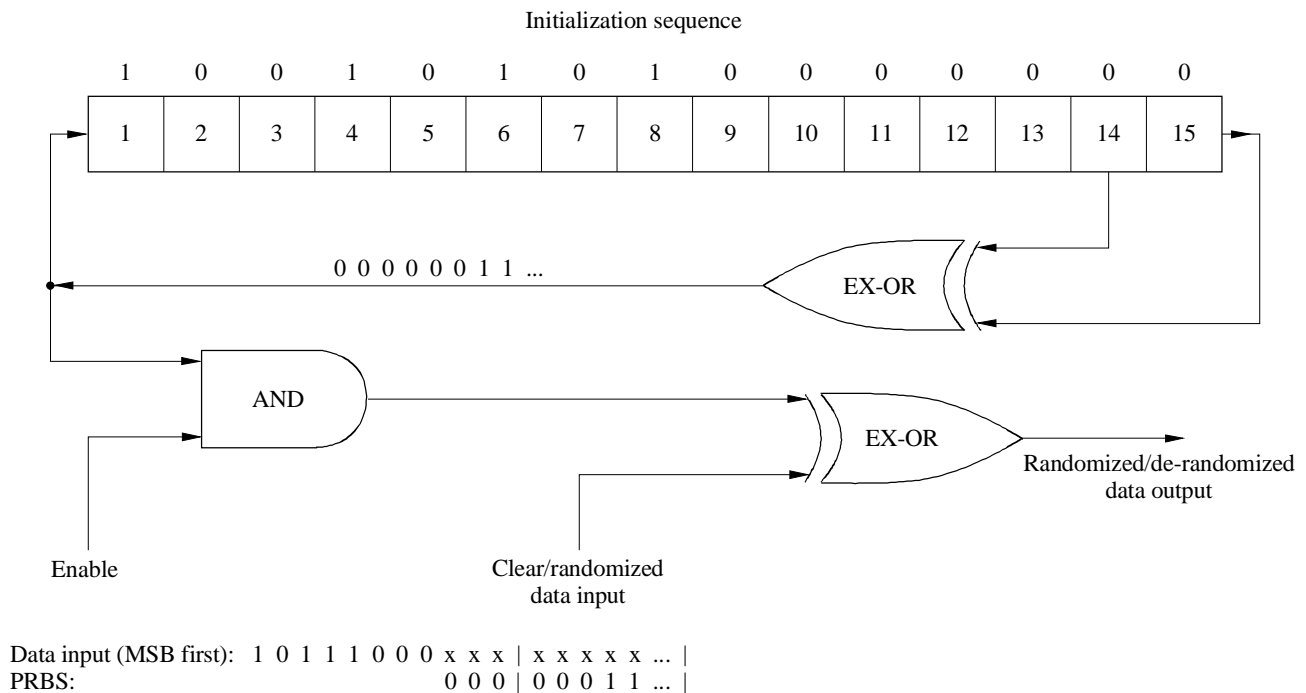 Initialization sequence
1 0 0 1 0 1 0 1 0 0 0 0 0 0 0
1 2 3 4 5 6 7 8 9 10 11 12 13 14 15
0 0 0 0 0 0 1 1 ...
EX-OR
AND
EX-OR
Randomized/de-randomized
data output
Enable
Clear/randomized
data input
Data input (MSB first): 1 0 1 1 1 0 0 0 x x x | x x x x x ... |
PRBS: 0 0 0 | 0 0 0 1 1 ... |